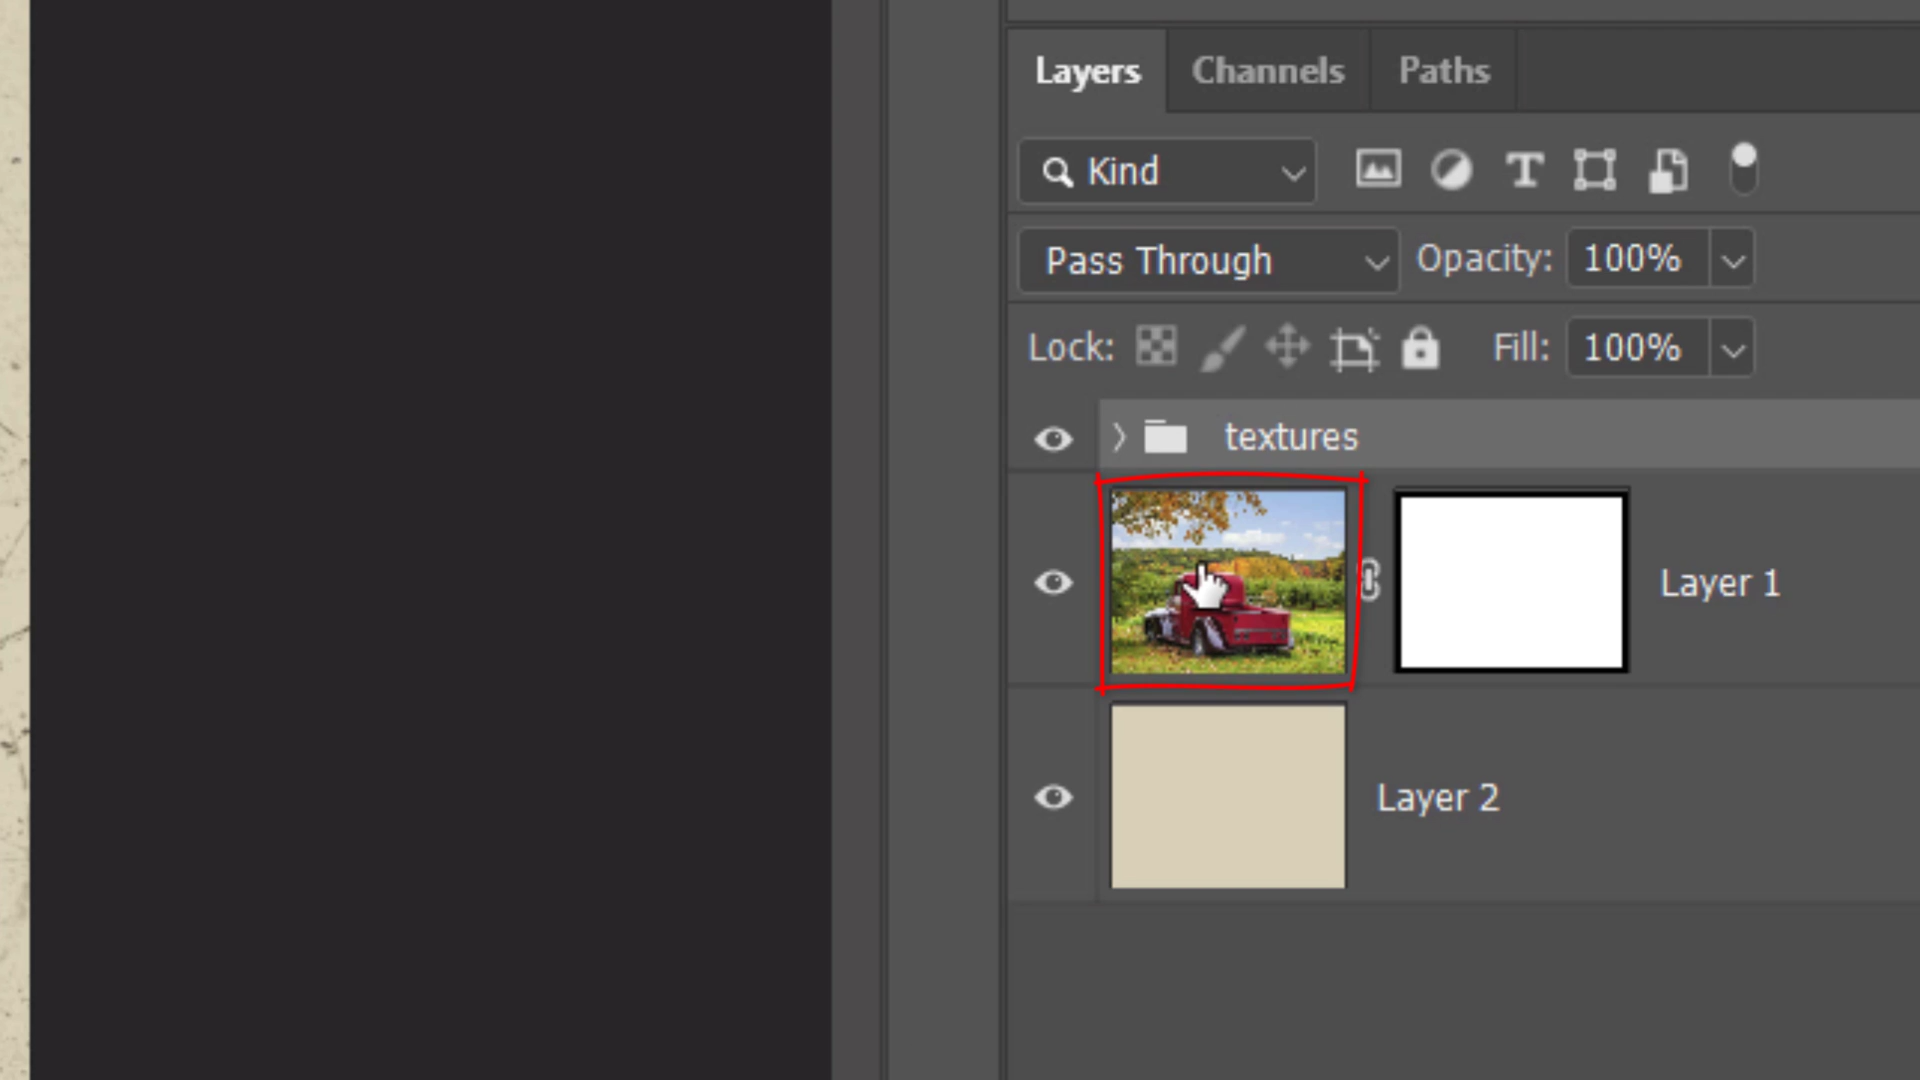 Layers Channels Paths
Kind
Pass Through Opacity: 100%
Lock: Fill: 100%
textures
Layer 1
Layer 2